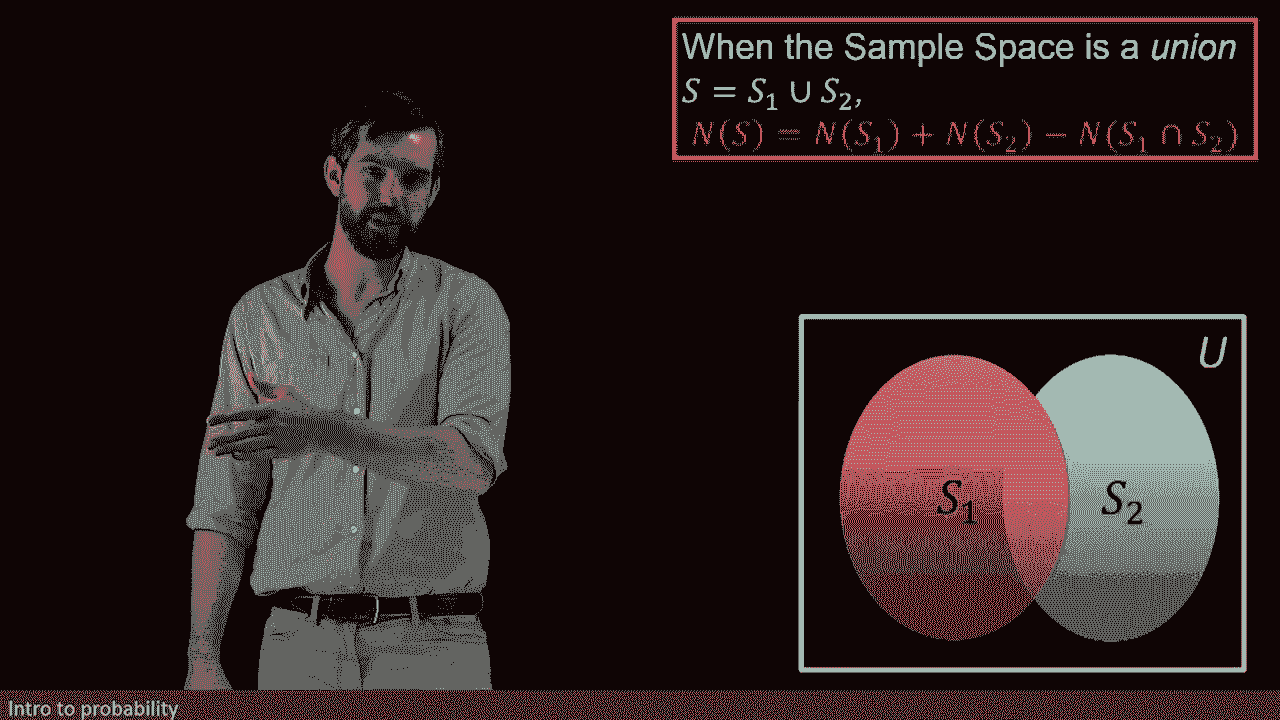 When the Sample Space is a union
S = S₁ ∪ S₂,
N(S) = N(S₁) + N(S₂) − N(S₁ ∩ S₂)
U
S₁ S₂
Intro to probability